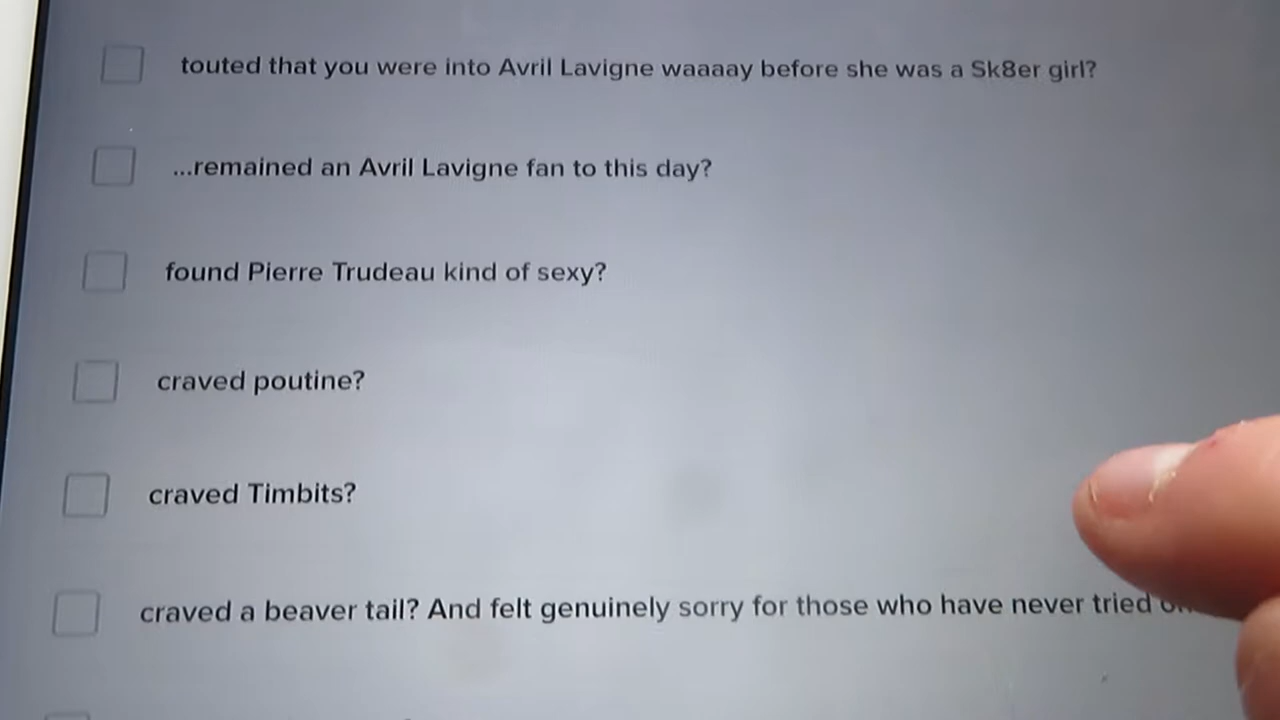 touted that you were into Avril Lavigne waaaay before she was a Sk8er girl?
...remained an Avril Lavigne fan to this day?
found Pierre Trudeau kind of sexy?
craved poutine?
craved Timbits?
craved a beaver tail? And felt genuinely sorry for those who have never tried